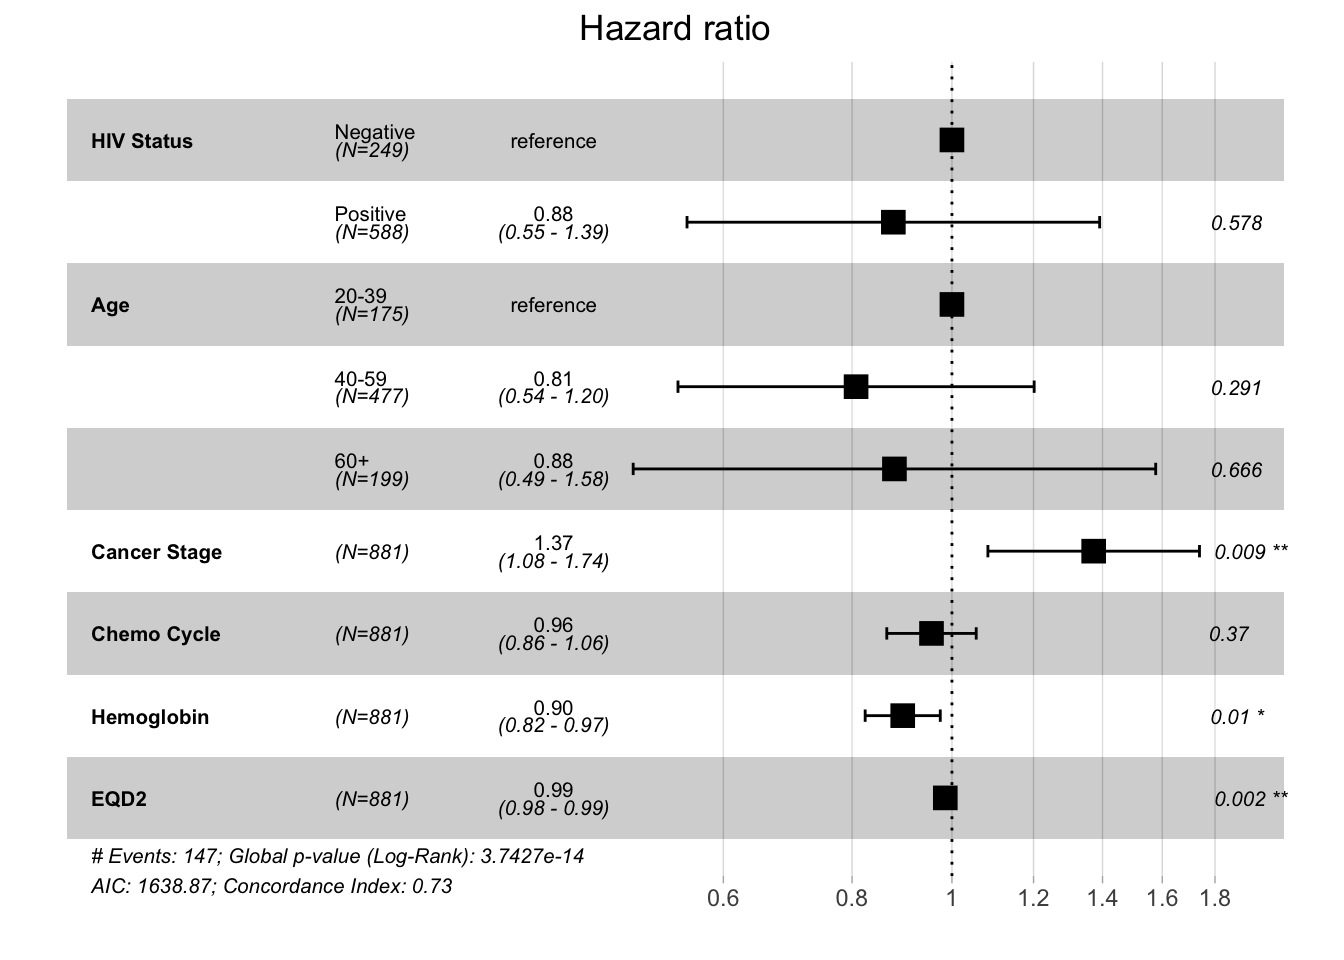 Hazard ratio
HIV Status Negative (N=249) reference
Positive (N=588) 0.88 (0.55 - 1.39) 0.578
Age 20-39 (N=175) reference
40-59 (N=477) 0.81 (0.54 - 1.20) 0.291
60+ (N=199) 0.88 (0.49 - 1.58) 0.666
Cancer Stage (N=881) 1.37 (1.08 - 1.74) 0.009 **
Chemo Cycle (N=881) 0.96 (0.86 - 1.06) 0.37
Hemoglobin (N=881) 0.90 (0.82 - 0.97) 0.01 *
EQD2 (N=881) 0.99 (0.98 - 0.99) 0.002 **
# Events: 147; Global p-value (Log-Rank): 3.7427e-14
AIC: 1638.87; Concordance Index: 0.73
0.6 0.8 1 1.2 1.4 1.6 1.8